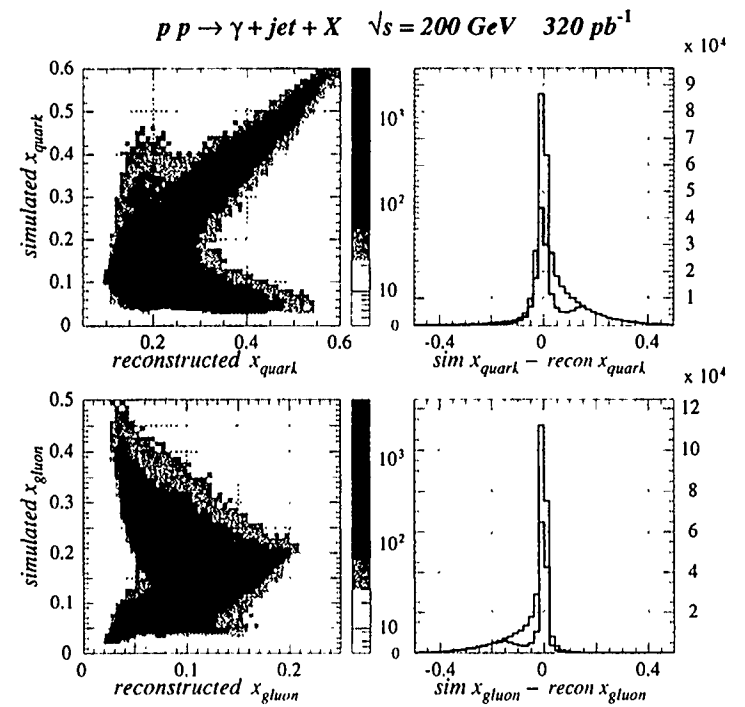 p p → γ + jet + X √s = 200 GeV 320 pb⁻¹
x 10⁴
simulated x_quark
0.6
0.5
0.4
0.3
0.2
0.1
0
0.2 0.4 0.6
reconstructed x_quark
10³
10²
10
0
9
8
7
6
5
4
3
2
1
-0.4 0 0.4
sim x_quark − recon x_quark
x 10⁴
simulated x_gluon
0.5
0.4
0.3
0.2
0.1
0
0 0.1 0.2
reconstructed x_gluon
10³
10²
10
0
12
10
8
6
4
2
-0.4 0 0.4
sim x_gluon − recon x_gluon